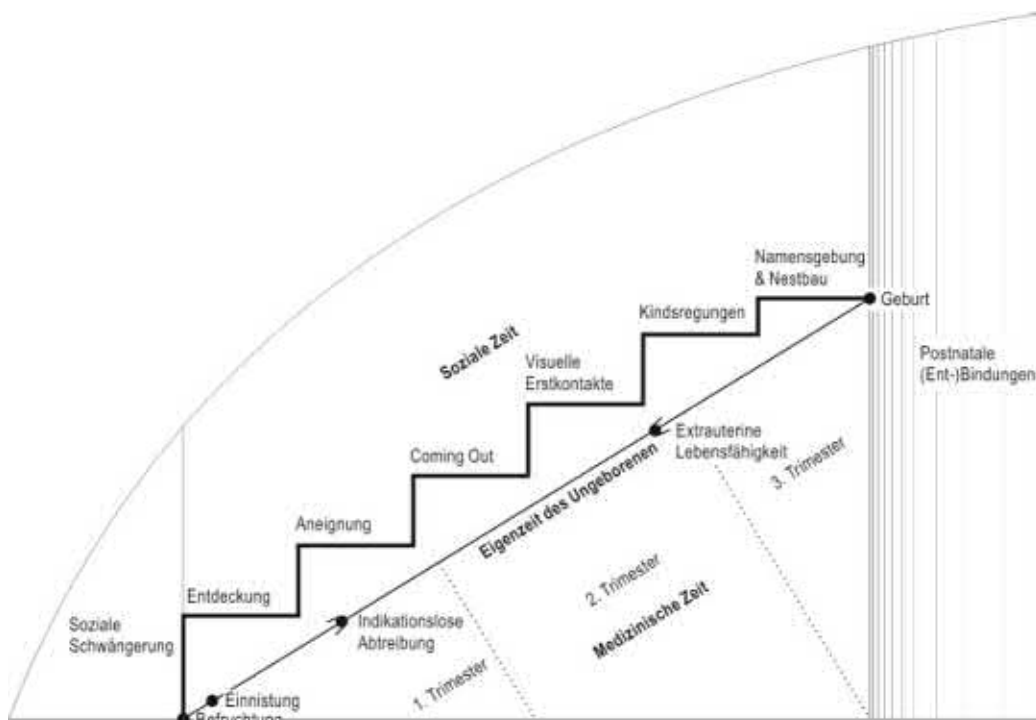 Namensgebung
& Nestbau
Geburt
Kindsregungen
Soziale Zeit
Visuelle
Erstkontakte
Postnatale
(Ent-)Bindungen
Extrauterine
Lebensfähigkeit
Coming Out
3. Trimester
Eigenzeit des Ungeborenen
Aneignung
2. Trimester
Medizinische Zeit
Entdeckung
Soziale
Schwängerung
Indikationslose
Abtreibung
1. Trimester
Einnistung
Befruchtung